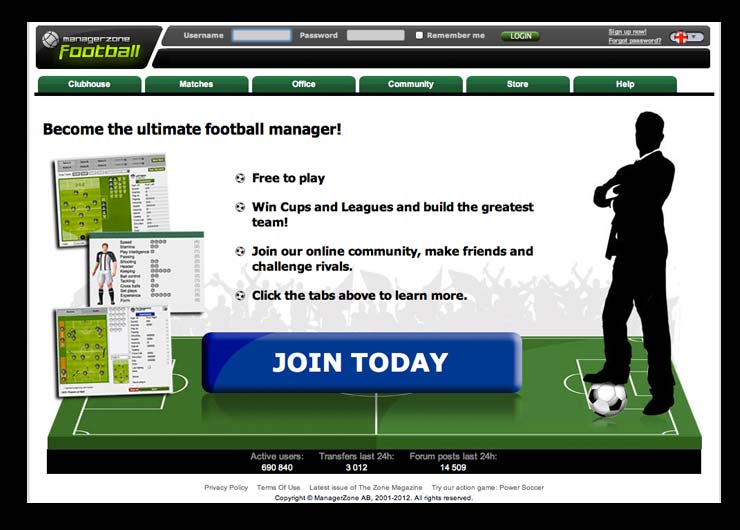 managerzone
Football
Username
Password
Remember me
LOGIN
Sign up now!
Forgot password?
Clubhouse
Matches
Office
Community
Store
Help
Become the ultimate football manager!
Free to play
Win Cups and Leagues and build the greatest
team!
Join our online community, make friends and
challenge rivals.
Click the tabs above to learn more.
Speed
Stamina
Play Intelligence
Passing
Shooting
Heading
Keeping
Ball control
Tackling
Cross balls
Set plays
Experience
Form
JOIN TODAY
Active users: Transfers last 24h: Forum posts last 24h:
690 840 3 012 14 509
Privacy Policy Terms Of Use Latest issue of The Zone Magazine Try our action game: Power Soccer
Copyright © ManagerZone AB, 2001-2012. All rights reserved.